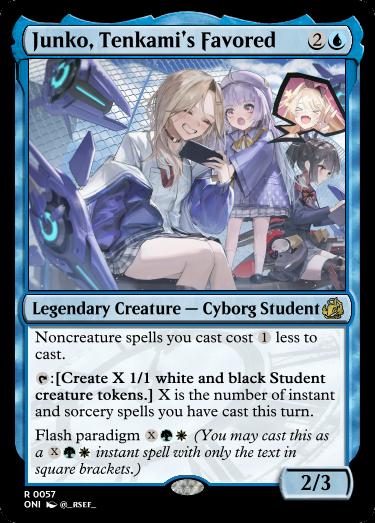 Junko, Tenkami's Favored 2
Legendary Creature — Cyborg Student
Noncreature spells you cast cost 1 less to
cast.
:[Create X 1/1 white and black Student
creature tokens.] X is the number of instant
and sorcery spells you have cast this turn.
Flash paradigm X (You may cast this as
a X instant spell with only the text in
square brackets.)
2/3
R 0057
ONI @_RSEF_